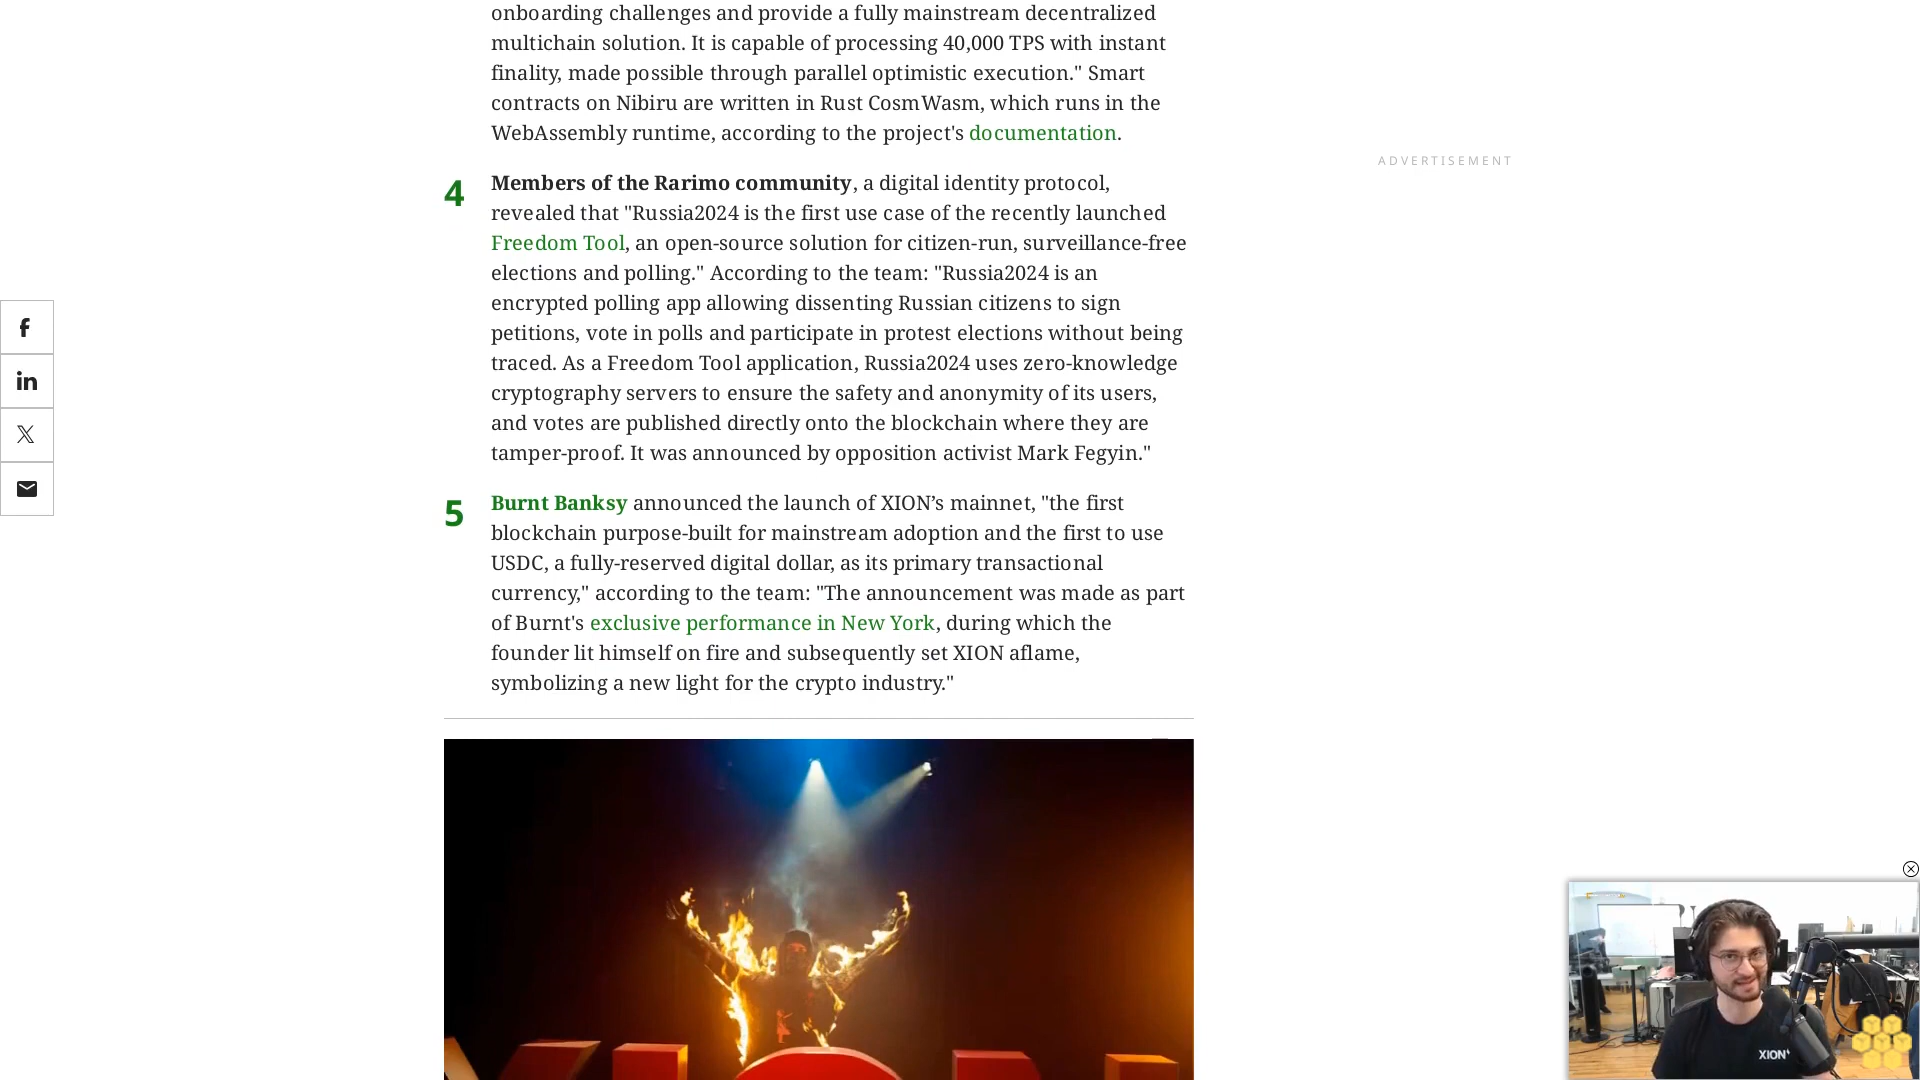 onboarding challenges and provide a fully mainstream decentralized
multichain solution. It is capable of processing 40,000 TPS with instant
finality, made possible through parallel optimistic execution." Smart
contracts on Nibiru are written in Rust CosmWasm, which runs in the
WebAssembly runtime, according to the project's documentation.
ADVERTISEMENT
4
Members of the Rarimo community, a digital identity protocol,
revealed that "Russia2024 is the first use case of the recently launched
Freedom Tool, an open-source solution for citizen-run, surveillance-free
elections and polling." According to the team: "Russia2024 is an
encrypted polling app allowing dissenting Russian citizens to sign
petitions, vote in polls and participate in protest elections without being
traced. As a Freedom Tool application, Russia2024 uses zero-knowledge
cryptography servers to ensure the safety and anonymity of its users,
and votes are published directly onto the blockchain where they are
tamper-proof. It was announced by opposition activist Mark Fegyin."
5
Burnt Banksy announced the launch of XION’s mainnet, "the first
blockchain purpose-built for mainstream adoption and the first to use
USDC, a fully-reserved digital dollar, as its primary transactional
currency," according to the team: "The announcement was made as part
of Burnt's exclusive performance in New York, during which the
founder lit himself on fire and subsequently set XION aflame,
symbolizing a new light for the crypto industry."
XION